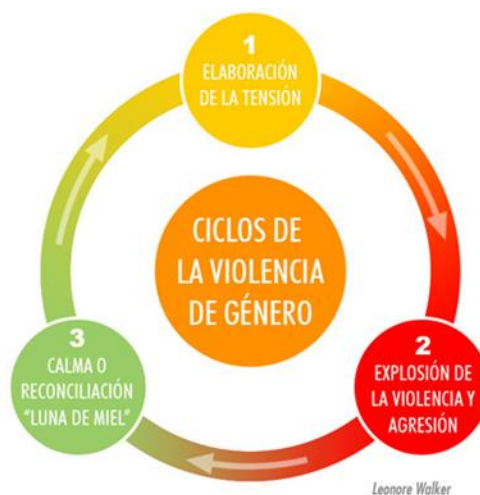 1
ELABORACIÓN
DE LA TENSIÓN
CICLOS DE
LA VIOLENCIA
DE GÉNERO
3
CALMA O
RECONCILIACIÓN
“LUNA DE MIEL”
2
EXPLOSIÓN DE
LA VIOLENCIA Y
AGRESIÓN
Leonore Walker